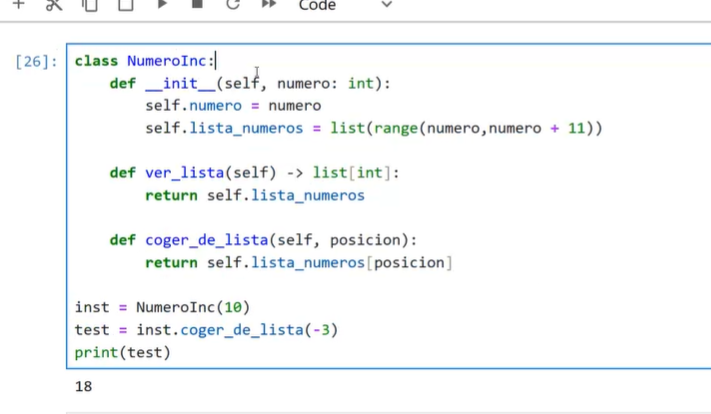 Code
[26]:
class NumeroInc:
    def __init__(self, numero: int):
        self.numero = numero
        self.lista_numeros = list(range(numero,numero + 11))

    def ver_lista(self) -> list[int]:
        return self.lista_numeros

    def coger_de_lista(self, posicion):
        return self.lista_numeros[posicion]

inst = NumeroInc(10)
test = inst.coger_de_lista(-3)
print(test)
18